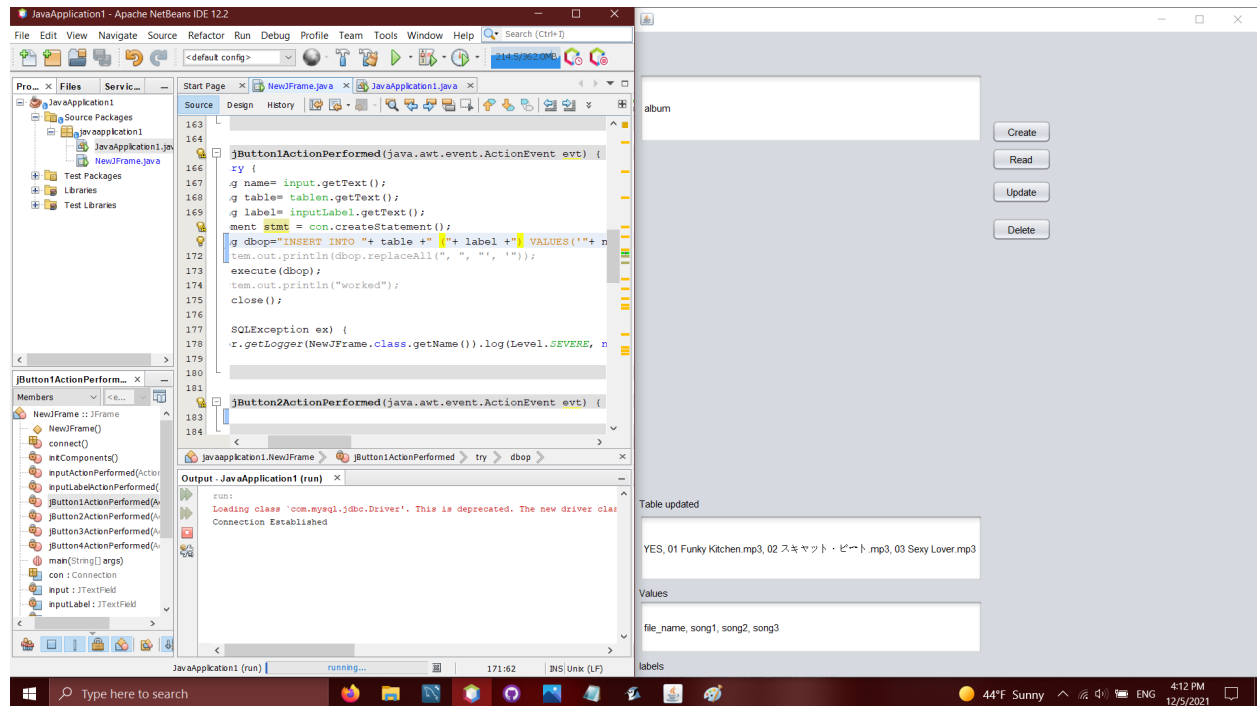 JavaApplication1 - Apache NetBeans IDE 12.2
File Edit View Navigate Source Refactor Run Debug Profile Team Tools Window Help Search (Ctrl+I)
<default config> 214.5/362.0MB
Pro... × Files Servic... —
JavaApplication1
Source Packages
javaapplication1
JavaApplication1.jav
NewJFrame.java
Test Packages
Libraries
Test Libraries
Start Page × NewJFrame.java × JavaApplication1.java ×
Source Design History
163
164
jButton1ActionPerformed(java.awt.event.ActionEvent evt) {
166 ry {
167 .g name= input.getText();
168 .g table= tablen.getText();
169 .g label= inputLabel.getText();
ment stmt = con.createStatement();
g dbop="INSERT INTO "+ table +" ("+ label +") VALUES('"+ n
172 tem.out.println(dbop.replaceAll(", ", "', '"));
173 execute(dbop);
174 tem.out.println("worked");
175 close();
176
177 SQLException ex) {
178 r.getLogger(NewJFrame.class.getName()).log(Level.SEVERE, n
179
180
181
jButton2ActionPerformed(java.awt.event.ActionEvent evt) {
183
184
javaapplication1.NewJFrame jButton1ActionPerformed try dbop
jButton1ActionPerform... × —
Members <e...
NewJFrame :: JFrame
NewJFrame()
connect()
initComponents()
inputActionPerformed(Action
inputLabelActionPerformed(
jButton1ActionPerformed(A
jButton2ActionPerformed(A
jButton3ActionPerformed(A
jButton4ActionPerformed(A
main(String[] args)
con : Connection
input : JTextField
inputLabel : JTextField
Output - JavaApplication1 (run) ×
run:
Loading class `com.mysql.jdbc.Driver'. This is deprecated. The new driver clas
Connection Established
JavaApplication1 (run) running... 171:62 INS Unix (LF)
album
Create
Read
Update
Delete
Table updated
YES, 01 Funky Kitchen.mp3, 02 スキャット・ビート.mp3, 03 Sexy Lover.mp3
Values
file_name, song1, song2, song3
labels
Type here to search
44°F Sunny ENG 4:12 PM
12/5/2021